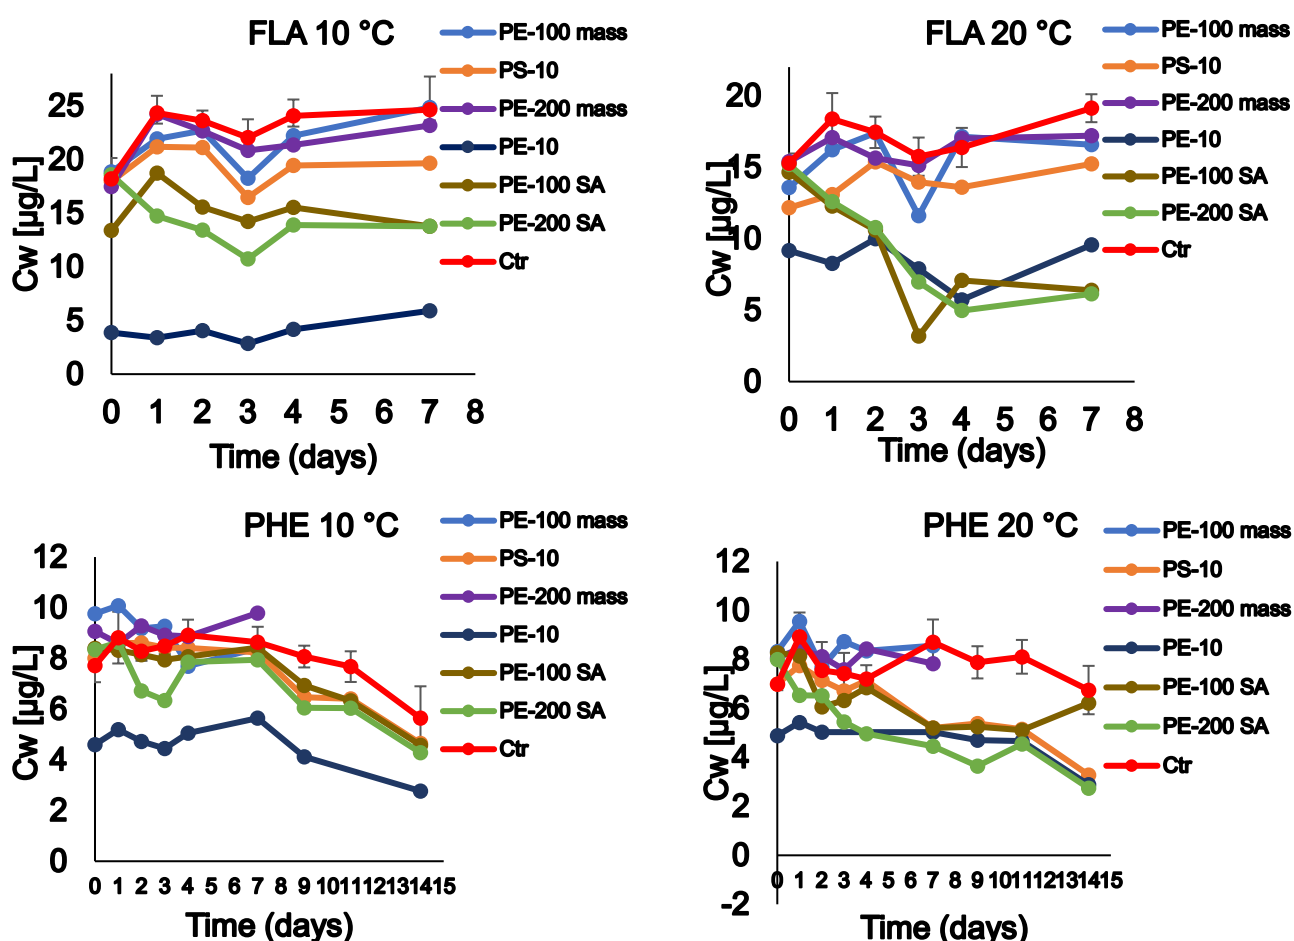 FLA 10 °C
PE-100 mass
PS-10
PE-200 mass
PE-10
PE-100 SA
PE-200 SA
Ctr
Cw [µg/L]
25
20
15
10
5
0
0 1 2 3 4 5 6 7 8
Time (days)
FLA 20 °C
PE-100 mass
PS-10
PE-200 mass
PE-10
PE-100 SA
PE-200 SA
Ctr
Cw [µg/L]
20
15
10
5
0
0 1 2 3 4 5 6 7 8
Time (days)
PHE 10 °C
PE-100 mass
PS-10
PE-200 mass
PE-10
PE-100 SA
PE-200 SA
Ctr
Cw [µg/L]
12
10
8
6
4
2
0
0 1 2 3 4 5 6 7 8 9 10 11 12 13 14 15
Time (days)
PHE 20 °C
PE-100 mass
PS-10
PE-200 mass
PE-10
PE-100 SA
PE-200 SA
Ctr
Cw [µg/L]
12
10
8
6
4
2
0
-2
0 1 2 3 4 5 6 7 8 9 10 11 12 13 14 15
Time (days)